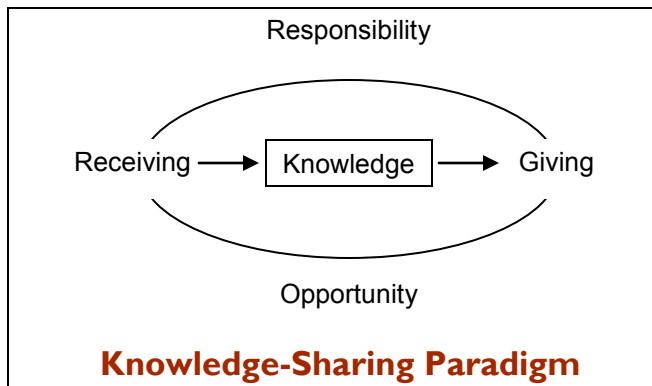 Responsibility
Receiving Knowledge Giving
Opportunity
Knowledge-Sharing Paradigm